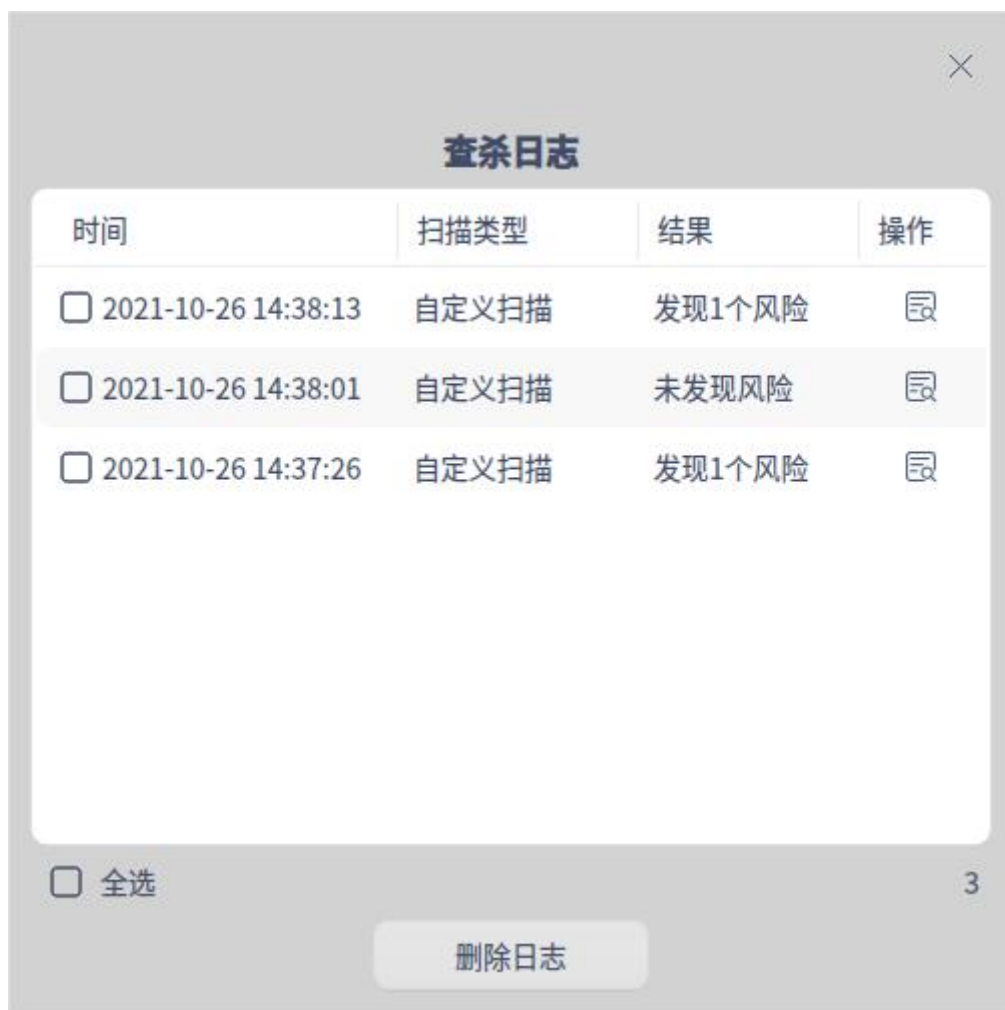 查杀日志
时间 扫描类型 结果 操作
2021-10-26 14:38:13 自定义扫描 发现1个风险
2021-10-26 14:38:01 自定义扫描 未发现风险
2021-10-26 14:37:26 自定义扫描 发现1个风险
全选 3
删除日志